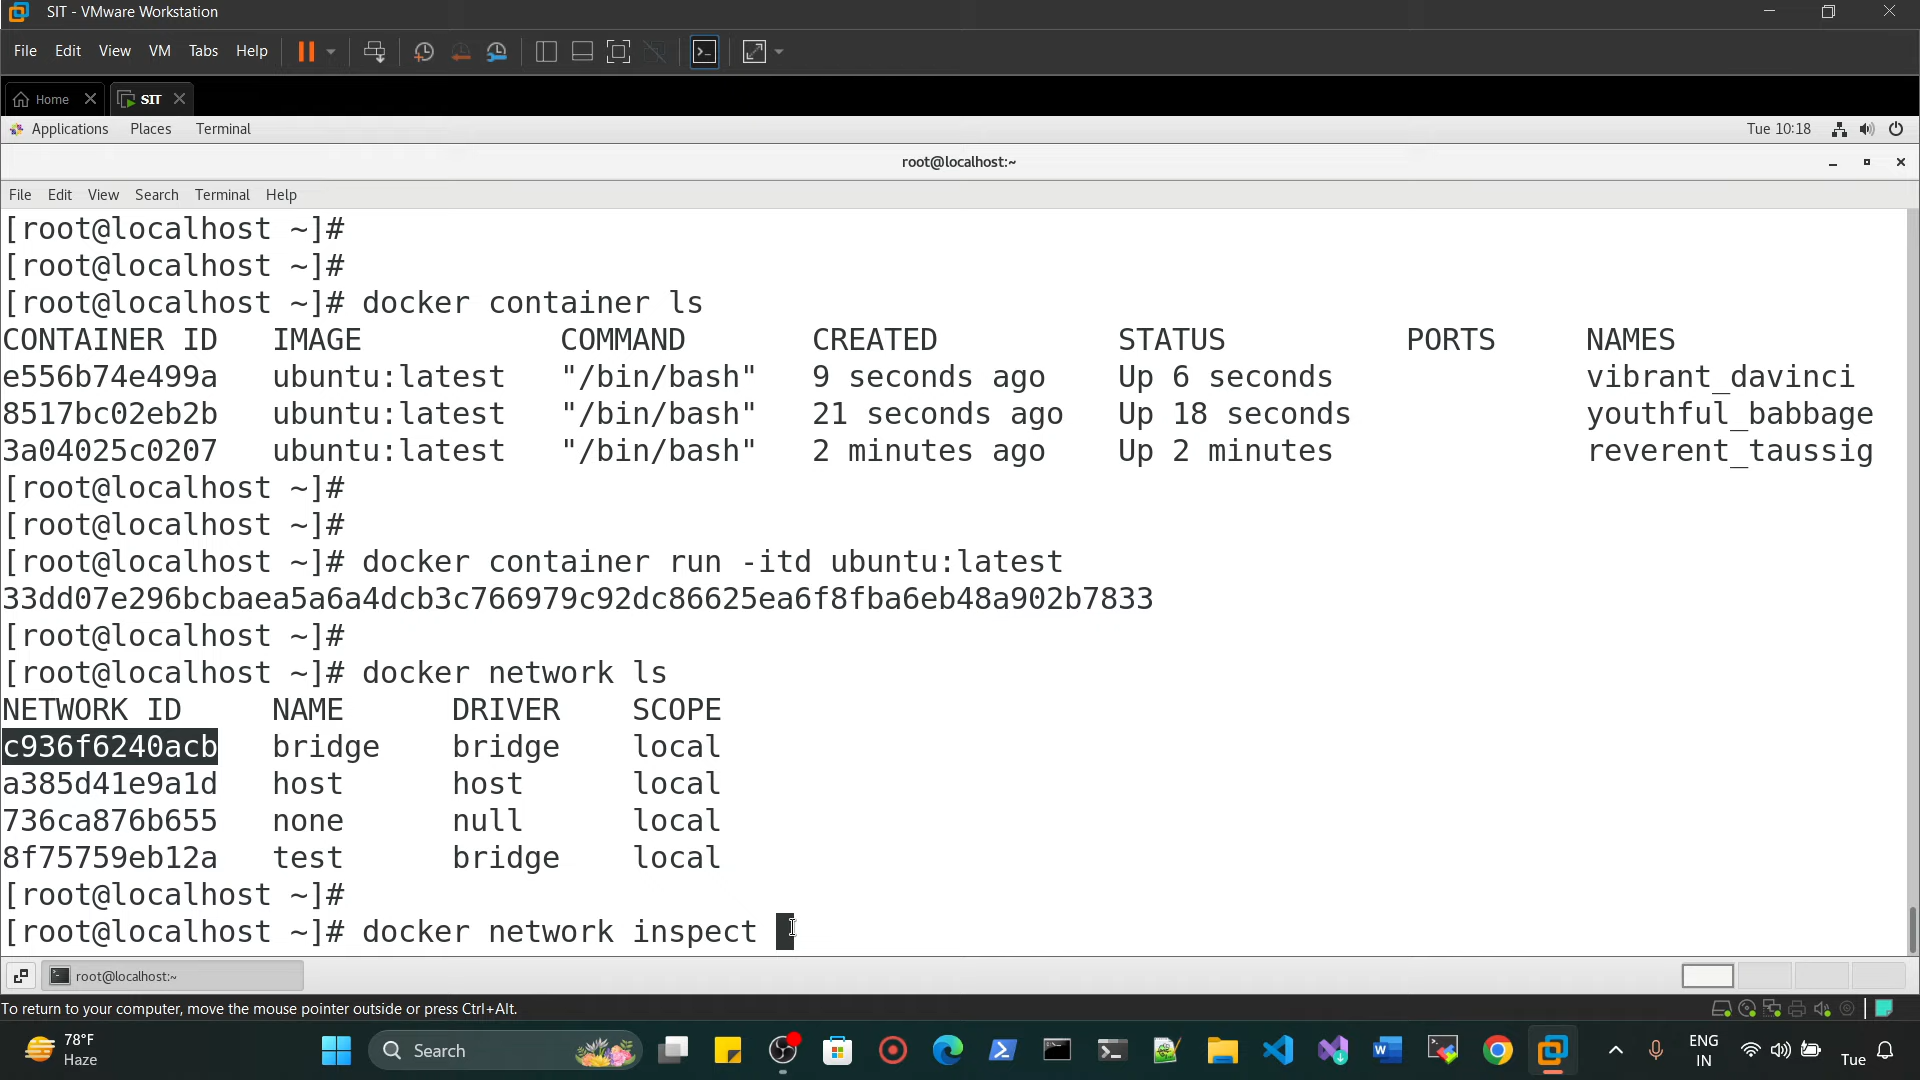 SIT - VMware Workstation
File Edit View VM Tabs Help
Home SIT
Applications Places Terminal Tue 10:18
root@localhost:~
File Edit View Search Terminal Help
[root@localhost ~]#
[root@localhost ~]#
[root@localhost ~]# docker container ls
CONTAINER ID IMAGE COMMAND CREATED STATUS PORTS NAMES
e556b74e499a ubuntu:latest "/bin/bash" 9 seconds ago Up 6 seconds vibrant_davinci
8517bc02eb2b ubuntu:latest "/bin/bash" 21 seconds ago Up 18 seconds youthful_babbage
3a04025c0207 ubuntu:latest "/bin/bash" 2 minutes ago Up 2 minutes reverent_taussig
[root@localhost ~]#
[root@localhost ~]#
[root@localhost ~]# docker container run -itd ubuntu:latest
33dd07e296bcbaea5a6a4dcb3c766979c92dc86625ea6f8fba6eb48a902b7833
[root@localhost ~]#
[root@localhost ~]# docker network ls
NETWORK ID NAME DRIVER SCOPE
c936f6240acb bridge bridge local
a385d41e9a1d host host local
736ca876b655 none null local
8f75759eb12a test bridge local
[root@localhost ~]#
[root@localhost ~]# docker network inspect
root@localhost:~
To return to your computer, move the mouse pointer outside or press Ctrl+Alt.
78°F
Haze
Search
ENG
IN
Tue